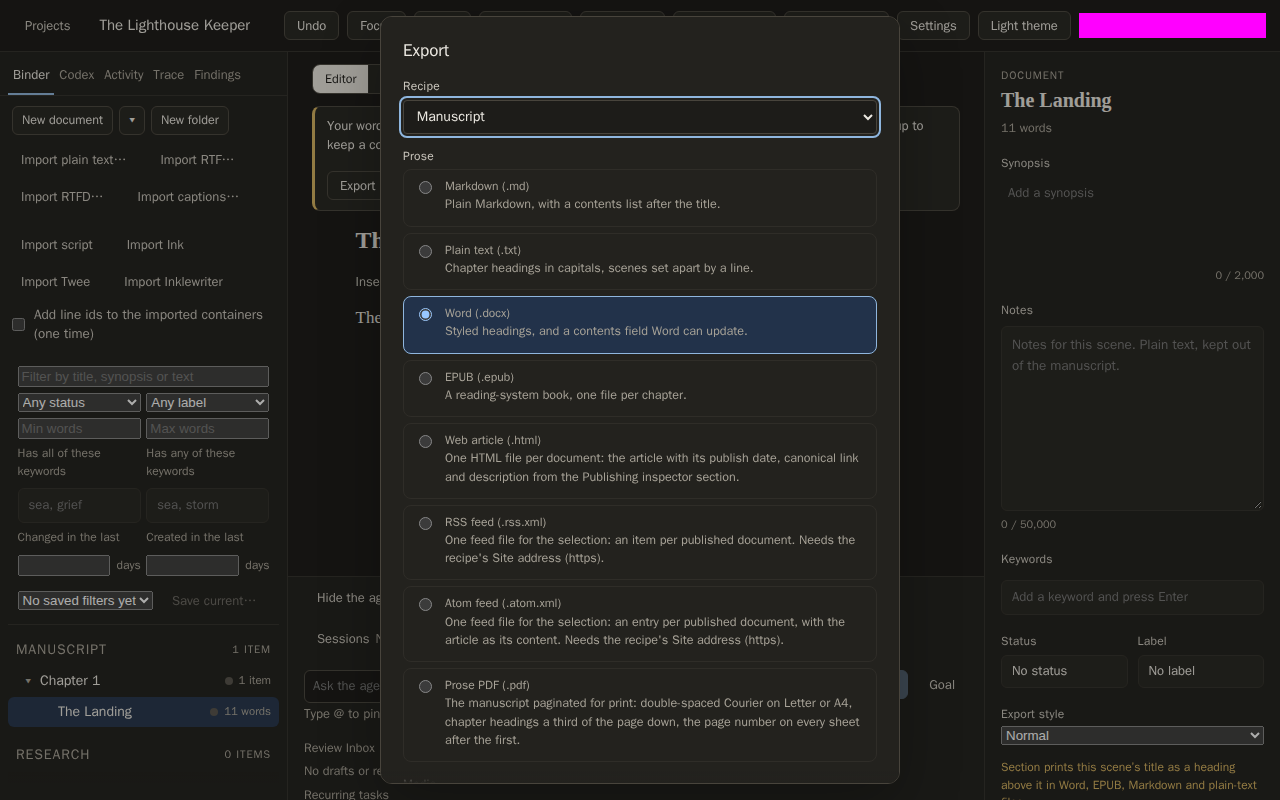 Projects
The Lighthouse Keeper
Undo
Settings
Light theme
Binder
Codex
Activity
Trace
Findings
New document
▾
New folder
Import plain text…
Import RTF…
Import RTFD…
Import captions…
Import script
Import Ink
Import Twee
Import Inklewriter
Add line ids to the imported containers
(one time)
Filter by title, synopsis or text
Any status
Any label
Min words
Max words
Has all of these
keywords
Has any of these
keywords
sea, grief
sea, storm
Changed in the last
Created in the last
days
days
No saved filters yet
Save current…
MANUSCRIPT
1 ITEM
Chapter 1
1 item
The Landing
11 words
RESEARCH
0 ITEMS
Editor
keep a
Export
Hide the
Sessions
Ask the
Goal
Type @ to
Review Inbox
No drafts or
Recurring tasks
Export
Recipe
Manuscript
Prose
Markdown (.md)
Plain Markdown, with a contents list after the title.
Plain text (.txt)
Chapter headings in capitals, scenes set apart by a line.
Word (.docx)
Styled headings, and a contents field Word can update.
EPUB (.epub)
A reading-system book, one file per chapter.
Web article (.html)
One HTML file per document: the article with its publish date, canonical link
and description from the Publishing inspector section.
RSS feed (.rss.xml)
One feed file for the selection: an item per published document. Needs the
recipe's Site address (https).
Atom feed (.atom.xml)
One feed file for the selection: an entry per published document, with the
article as its content. Needs the recipe's Site address (https).
Prose PDF (.pdf)
The manuscript paginated for print: double-spaced Courier on Letter or A4,
chapter headings a third of the page down, the page number on every sheet
after the first.
DOCUMENT
The Landing
11 words
Synopsis
Add a synopsis
0 / 2,000
Notes
Notes for this scene. Plain text, kept out
of the manuscript.
0 / 50,000
Keywords
Add a keyword and press Enter
Status
Label
No status
No label
Export style
Normal
Section prints this scene's title as a heading
above it in Word, EPUB, Markdown and plain-text